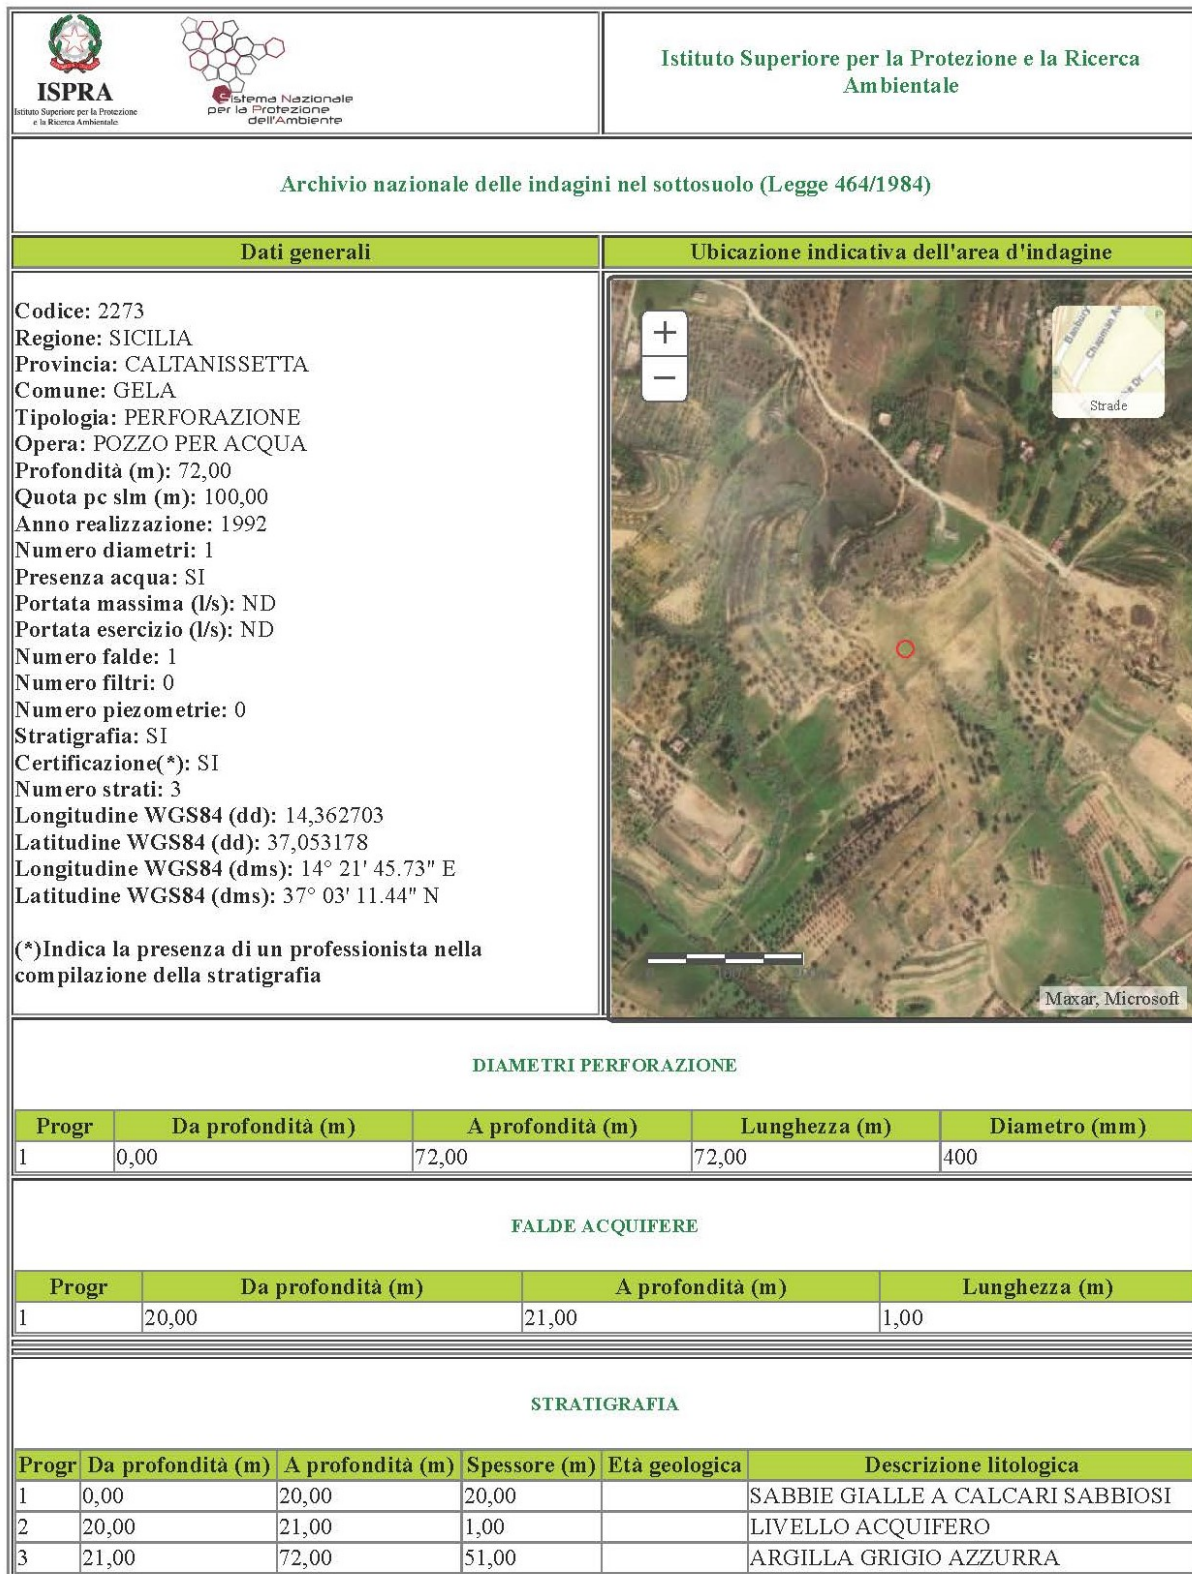 ISPRA
Istituto Superiore per la Protezione
e la Ricerca Ambientale
Sistema Nazionale
per la Protezione
dell'Ambiente
Istituto Superiore per la Protezione e la Ricerca
Ambientale
Archivio nazionale delle indagini nel sottosuolo (Legge 464/1984)
Dati generali
Codice: 2273
Regione: SICILIA
Provincia: CALTANISSETTA
Comune: GELA
Tipologia: PERFORAZIONE
Opera: POZZO PER ACQUA
Profondità (m): 72,00
Quota pc slm (m): 100,00
Anno realizzazione: 1992
Numero diametri: 1
Presenza acqua: SI
Portata massima (l/s): ND
Portata esercizio (l/s): ND
Numero falde: 1
Numero filtri: 0
Numero piezometrie: 0
Stratigrafia: SI
Certificazione(*): SI
Numero strati: 3
Longitudine WGS84 (dd): 14,362703
Latitudine WGS84 (dd): 37,053178
Longitudine WGS84 (dms): 14° 21' 45.73" E
Latitudine WGS84 (dms): 37° 03' 11.44" N
(*)Indica la presenza di un professionista nella
compilazione della stratigrafia
Ubicazione indicativa dell'area d'indagine
+
−
Banbury
Chapman
Strade
0
Maxar, Microsoft
DIAMETRI PERFORAZIONE
Progr Da profondità (m) A profondità (m) Lunghezza (m) Diametro (mm)
1 0,00 72,00 72,00 400
FALDE ACQUIFERE
Progr Da profondità (m) A profondità (m) Lunghezza (m)
1 20,00 21,00 1,00
STRATIGRAFIA
Progr Da profondità (m) A profondità (m) Spessore (m) Età geologica Descrizione litologica
1 0,00 20,00 20,00 SABBIE GIALLE A CALCARI SABBIOSI
2 20,00 21,00 1,00 LIVELLO ACQUIFERO
3 21,00 72,00 51,00 ARGILLA GRIGIO AZZURRA